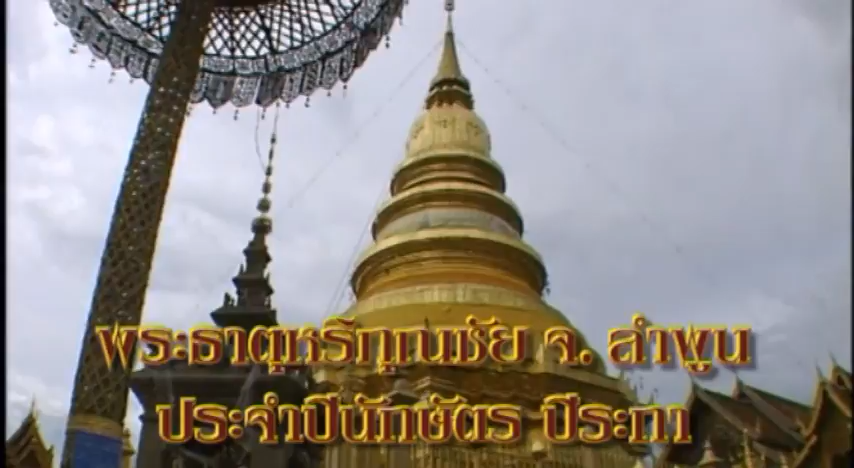 พระธาตุหริภุณชัย จ. ลำพูน
ประจำปีนักษัตร ปีระกา